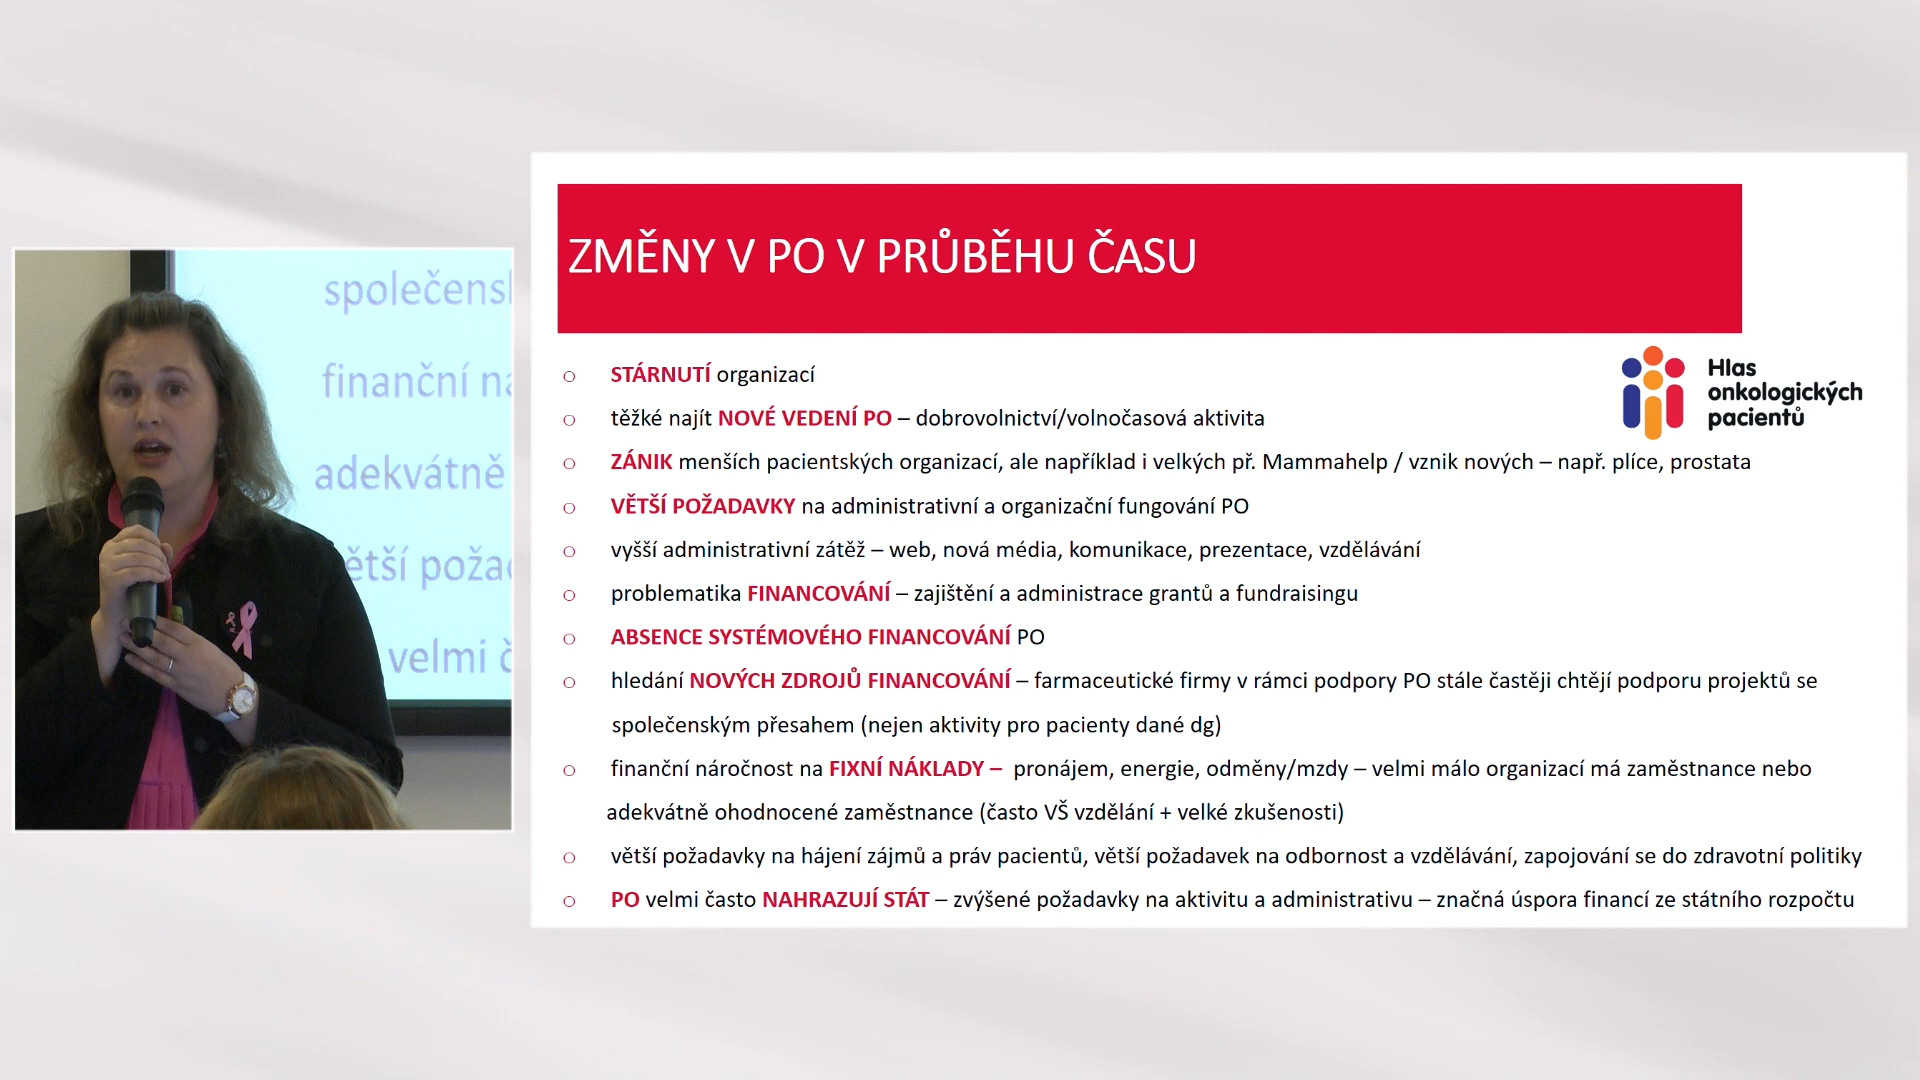 ZMĚNY V PO V PRŮBĚHU ČASU
Hlas
onkologických
pacientů
STÁRNUTÍ organizací
těžké najít NOVÉ VEDENÍ PO – dobrovolnictví/volnočasová aktivita
ZÁNIK menších pacientských organizací, ale například i velkých př. Mammahelp / vznik nových – např. plíce, prostata
VĚTŠÍ POŽADAVKY na administrativní a organizační fungování PO
vyšší administrativní zátěž – web, nová média, komunikace, prezentace, vzdělávání
problematika FINANCOVÁNÍ – zajištění a administrace grantů a fundraisingu
ABSENCE SYSTÉMOVÉHO FINANCOVÁNÍ PO
hledání NOVÝCH ZDROJŮ FINANCOVÁNÍ – farmaceutické firmy v rámci podpory PO stále častěji chtějí podporu projektů se
společenským přesahem (nejen aktivity pro pacienty dané dg)
finanční náročnost na FIXNÍ NÁKLADY – pronájem, energie, odměny/mzdy – velmi málo organizací má zaměstnance nebo
adekvátně ohodnocené zaměstnance (často VŠ vzdělání + velké zkušenosti)
větší požadavky na hájení zájmů a práv pacientů, větší požadavek na odbornost a vzdělávání, zapojování se do zdravotní politiky
PO velmi často NAHRAZUJÍ STÁT – zvýšené požadavky na aktivitu a administrativu – značná úspora financí ze státního rozpočtu
společensk
finanční ná
adekvátně
ětší poža
velmi č